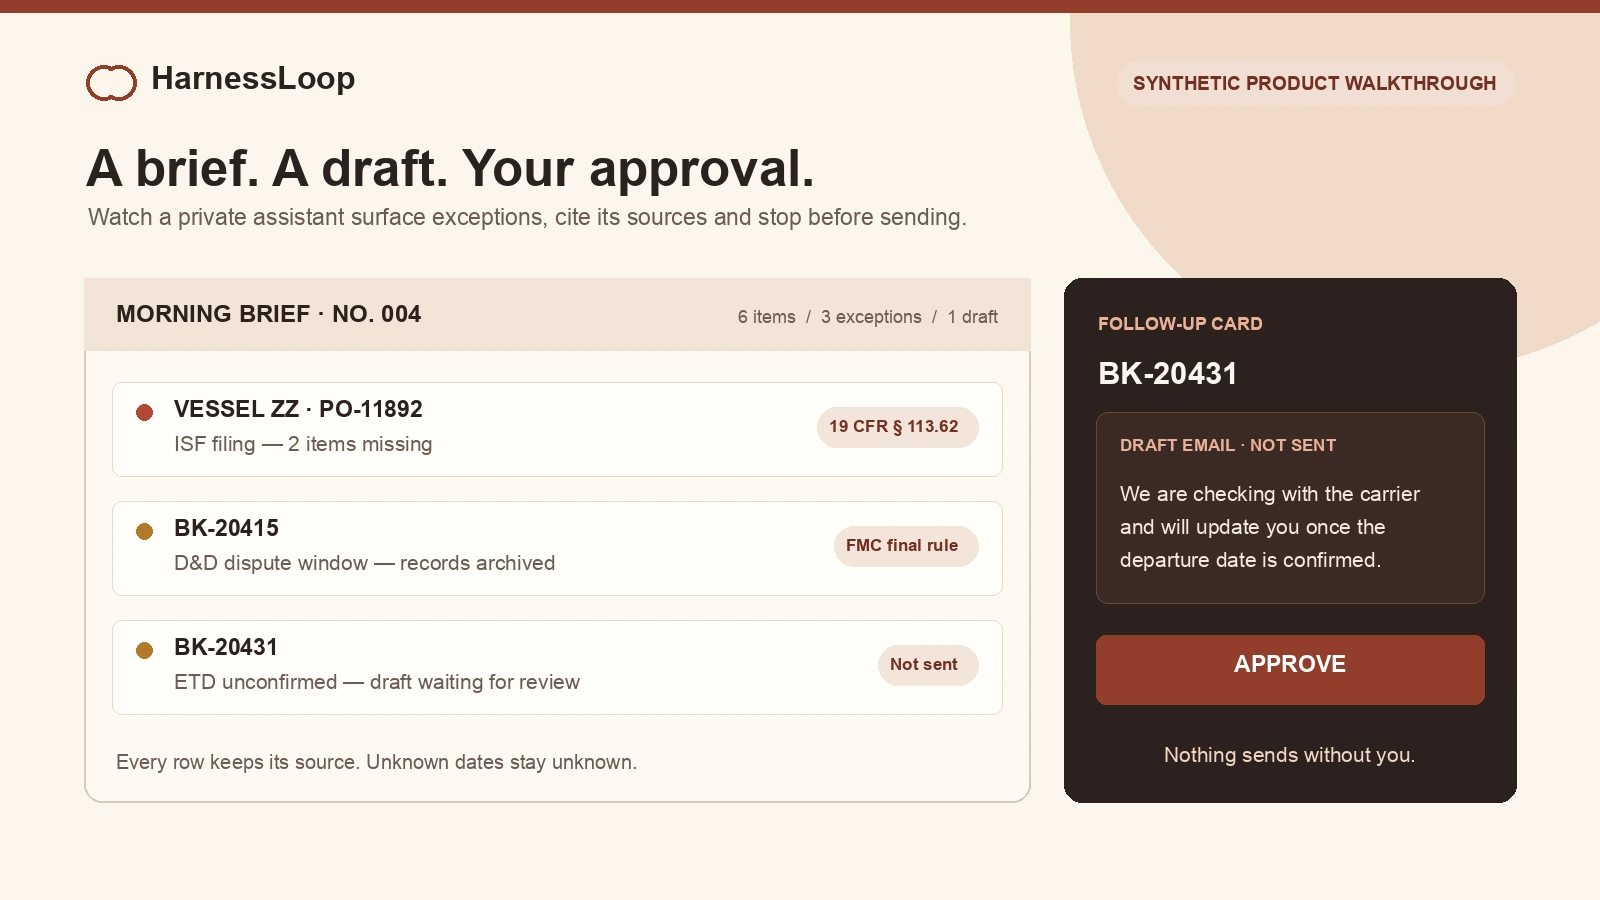 HarnessLoop
SYNTHETIC PRODUCT WALKTHROUGH
A brief. A draft. Your approval.
Watch a private assistant surface exceptions, cite its sources and stop before sending.
MORNING BRIEF · NO. 004
6 items / 3 exceptions / 1 draft
VESSEL ZZ · PO-11892
ISF filing — 2 items missing
19 CFR § 113.62
BK-20415
D&D dispute window — records archived
FMC final rule
BK-20431
ETD unconfirmed — draft waiting for review
Not sent
Every row keeps its source. Unknown dates stay unknown.
FOLLOW-UP CARD
BK-20431
DRAFT EMAIL · NOT SENT
We are checking with the carrier
and will update you once the
departure date is confirmed.
APPROVE
Nothing sends without you.